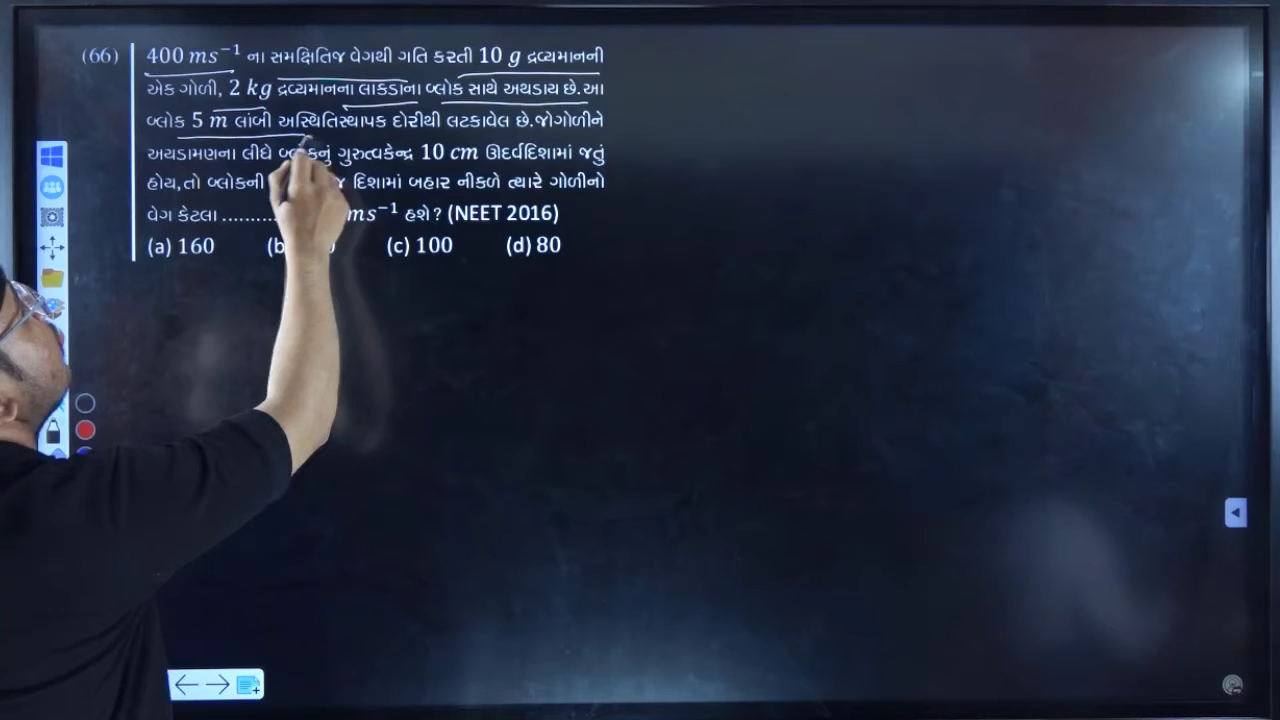 (66) 400 ms⁻¹ ના સમક્ષિતિજ વેગથી ગતિ કરતી 10 g દ્રવ્યમાનની
એક ગોળી, 2 kg દ્રવ્યમાનના લાકડાના બ્લોક સાથે અથડાય છે.આ
બ્લોક 5 m લાંબી અસ્થિતિસ્થાપક દોરીથી લટકાવેલ છે.જોગોળીને
અથડામણના લીધે બ્લોકનું ગુરુત્વકેન્દ્ર 10 cm ઊર્દવદિશામાં જતું
હોય,તો બ્લોકની દિશામાં બહાર નીકળે ત્યારે ગોળીનો
વેગ કેટલા .......... ms⁻¹ હશે? (NEET 2016)
(a) 160 (b) (c) 100 (d) 80